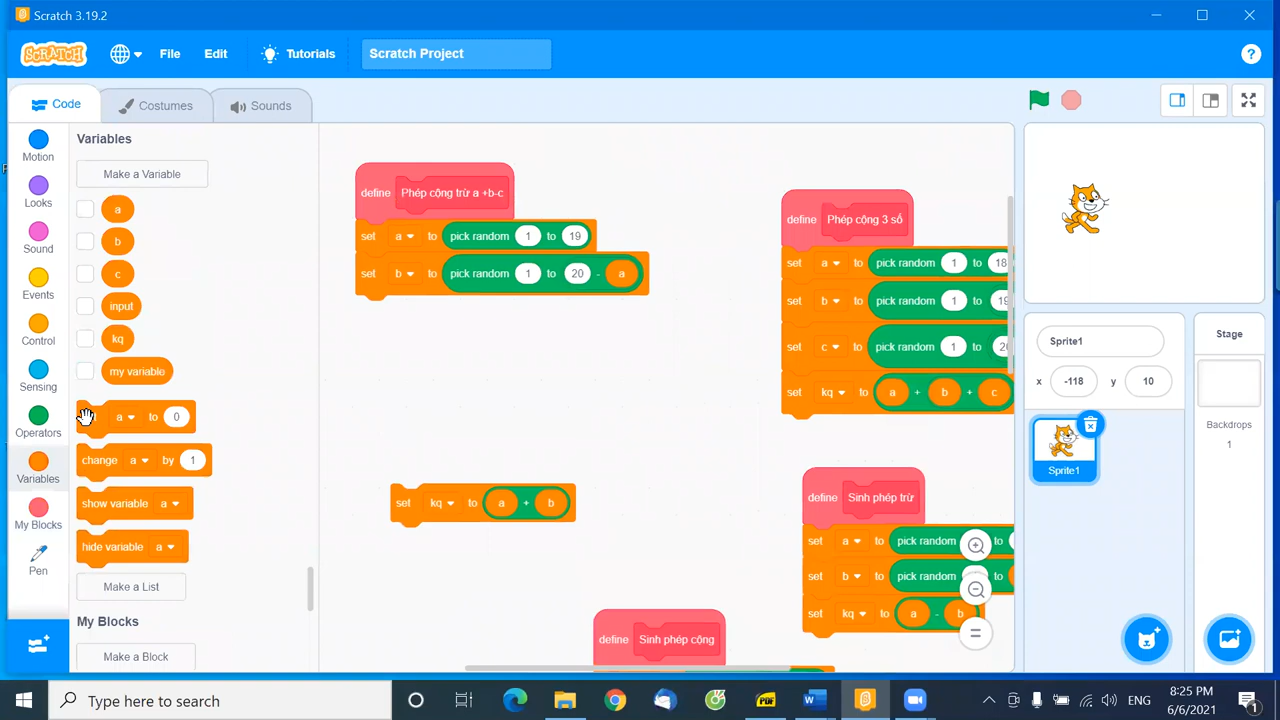 Scratch 3.19.2
SCRATCH
File
Edit
Tutorials
Scratch Project
?
Code
Costumes
Sounds
Motion
Looks
Sound
Events
Control
Sensing
Operators
Variables
My Blocks
Pen
Variables
Make a Variable
a
b
c
input
kq
my variable
a to 0
change a by 1
show variable a
hide variable a
Make a List
My Blocks
Make a Block
define Phép cộng trừ a +b-c
set a to pick random 1 to 19
set b to pick random 1 to 20 - a
set kq to a + b
define Sinh phép cộng
define Phép cộng 3 số
set a to pick random 1 to 18
set b to pick random 1 to 19
set c to pick random 1 to
set kq to a + b + c
define Sinh phép trừ
set a to pick random
set b to pick random to
set kq to a - b
Sprite1
x -118 y 10
Sprite1
Stage
Backdrops
1
Type here to search
ENG
8:25 PM
6/6/2021
1